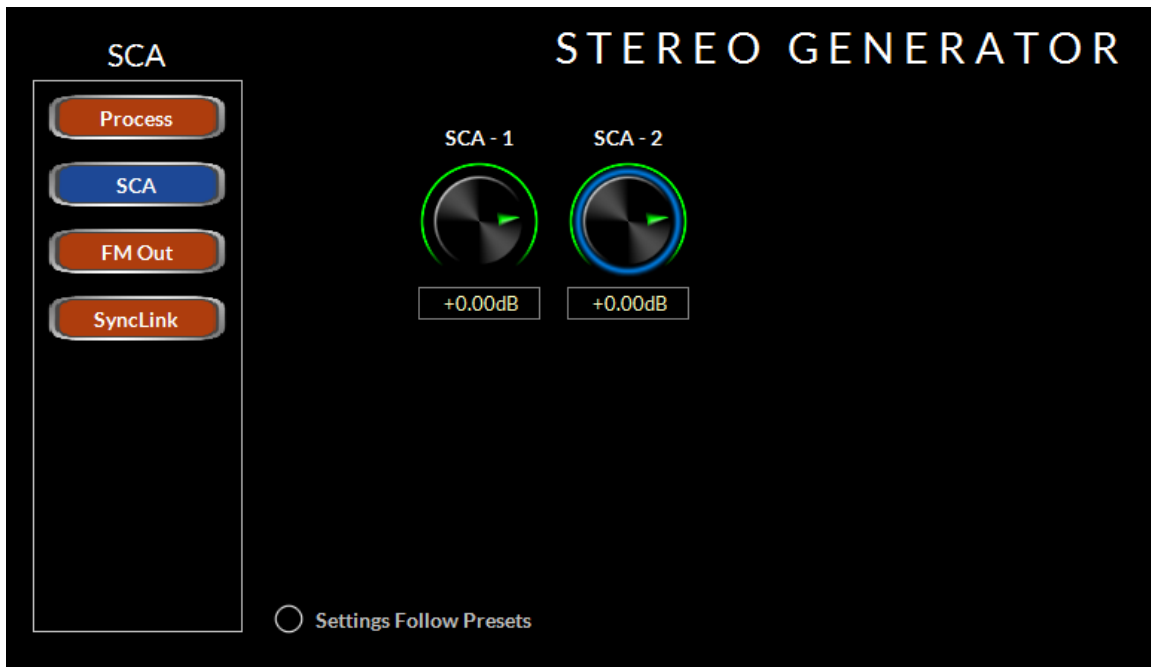 STEREO GENERATOR
SCA
Process
SCA
FM Out
SyncLink
SCA - 1
SCA - 2
+0.00dB
+0.00dB
Settings Follow Presets